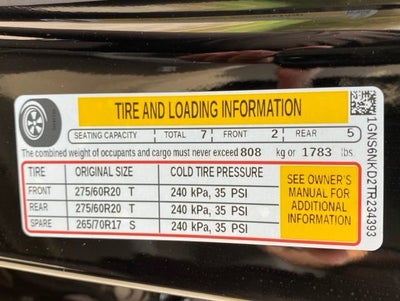 TIRE AND LOADING INFORMATION
SEATING CAPACITY TOTAL 7 FRONT 2 REAR 5
The combined weight of occupants and cargo must never exceed 808 kg or 1783 lbs.
TIRE ORIGINAL SIZE COLD TIRE PRESSURE
FRONT 275/60R20 T 240 kPa, 35 PSI
REAR 275/60R20 T 240 kPa, 35 PSI
SPARE 265/70R17 S 240 kPa, 35 PSI
SEE OWNER'S
MANUAL FOR
ADDITIONAL
INFORMATION
1GNS6NKD2TR234393